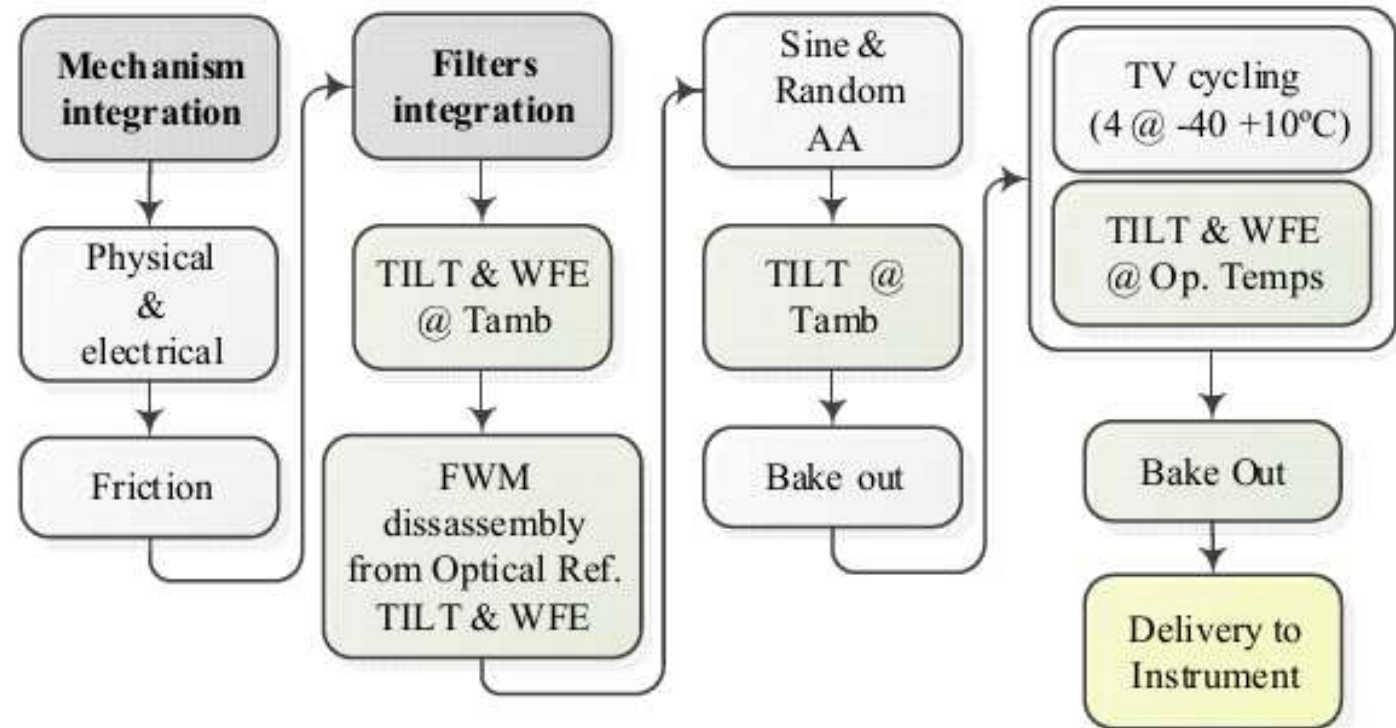 Mechanism
integration
Physical
&
electrical
Friction
Filters
integration
TILT & WFE
@ Tamb
FWM
dissassembly
from Optical Ref.
TILT & WFE
Sine &
Random
AA
TILT @
Tamb
Bake out
TV cycling
(4 @ -40 +10ºC)
TILT & WFE
@ Op. Temps
Bake Out
Delivery to
Instrument